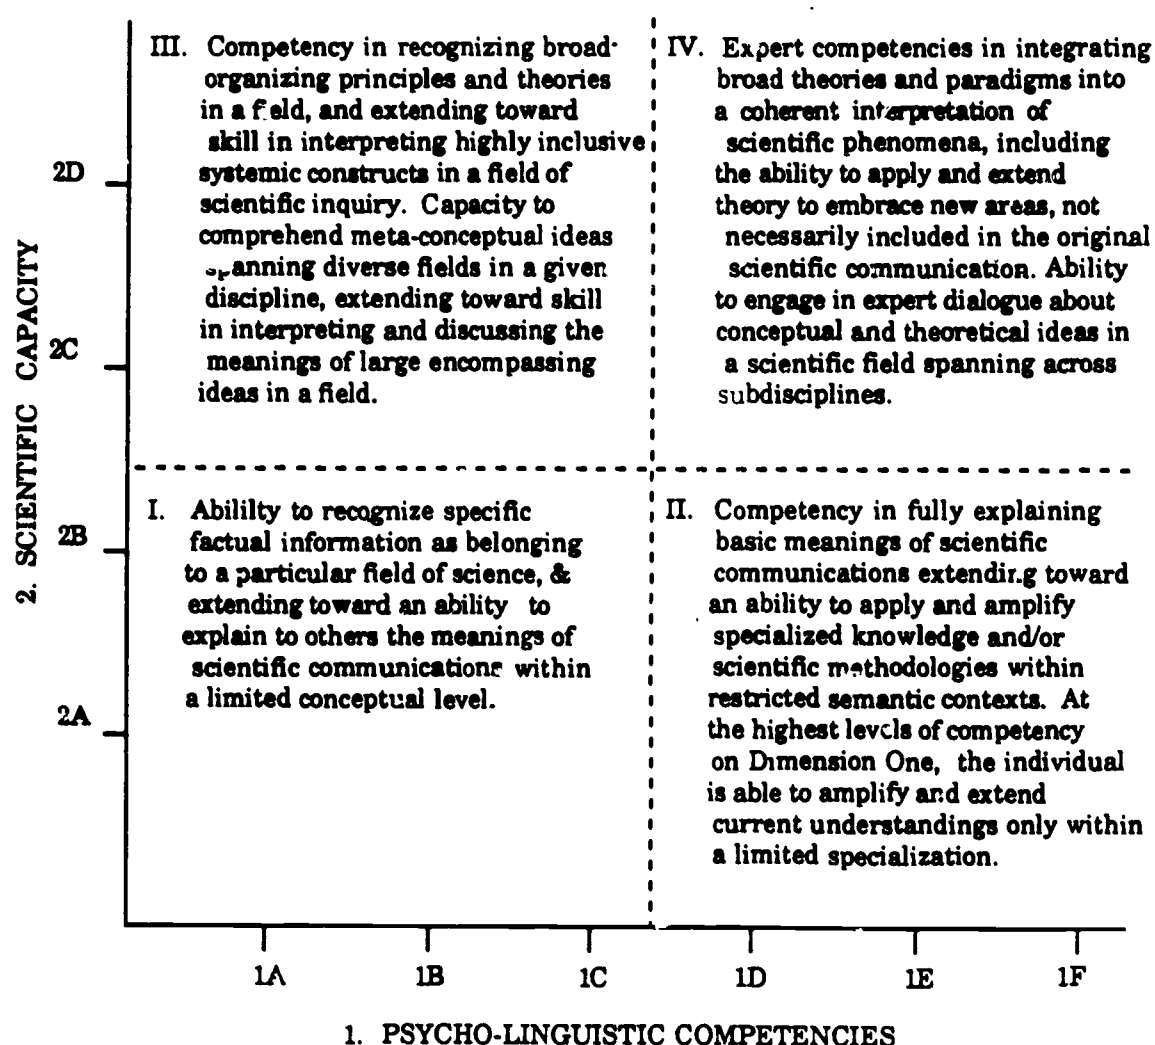 III. Competency in recognizing broad
organizing principles and theories
in a field, and extending toward
skill in interpreting highly inclusive
systemic constructs in a field of
scientific inquiry. Capacity to
comprehend meta-conceptual ideas
spanning diverse fields in a given
discipline, extending toward skill
in interpreting and discussing the
meanings of large encompassing
ideas in a field.
IV. Expert competencies in integrating
broad theories and paradigms into
a coherent interpretation of
scientific phenomena, including
the ability to apply and extend
theory to embrace new areas, not
necessarily included in the original
scientific communication. Ability
to engage in expert dialogue about
conceptual and theoretical ideas in
a scientific field spanning across
subdisciplines.
I. Abililty to recognize specific
factual information as belonging
to a particular field of science, &
extending toward an ability to
explain to others the meanings of
scientific communications within
a limited conceptual level.
II. Competency in fully explaining
basic meanings of scientific
communications extending toward
an ability to apply and amplify
specialized knowledge and/or
scientific methodologies within
restricted semantic contexts. At
the highest levels of competency
on Dimension One, the individual
is able to amplify and extend
current understandings only within
a limited specialization.
2D
2C
2B
2A
2. SCIENTIFIC CAPACITY
1A 1B 1C 1D 1E 1F
1. PSYCHO-LINGUISTIC COMPETENCIES